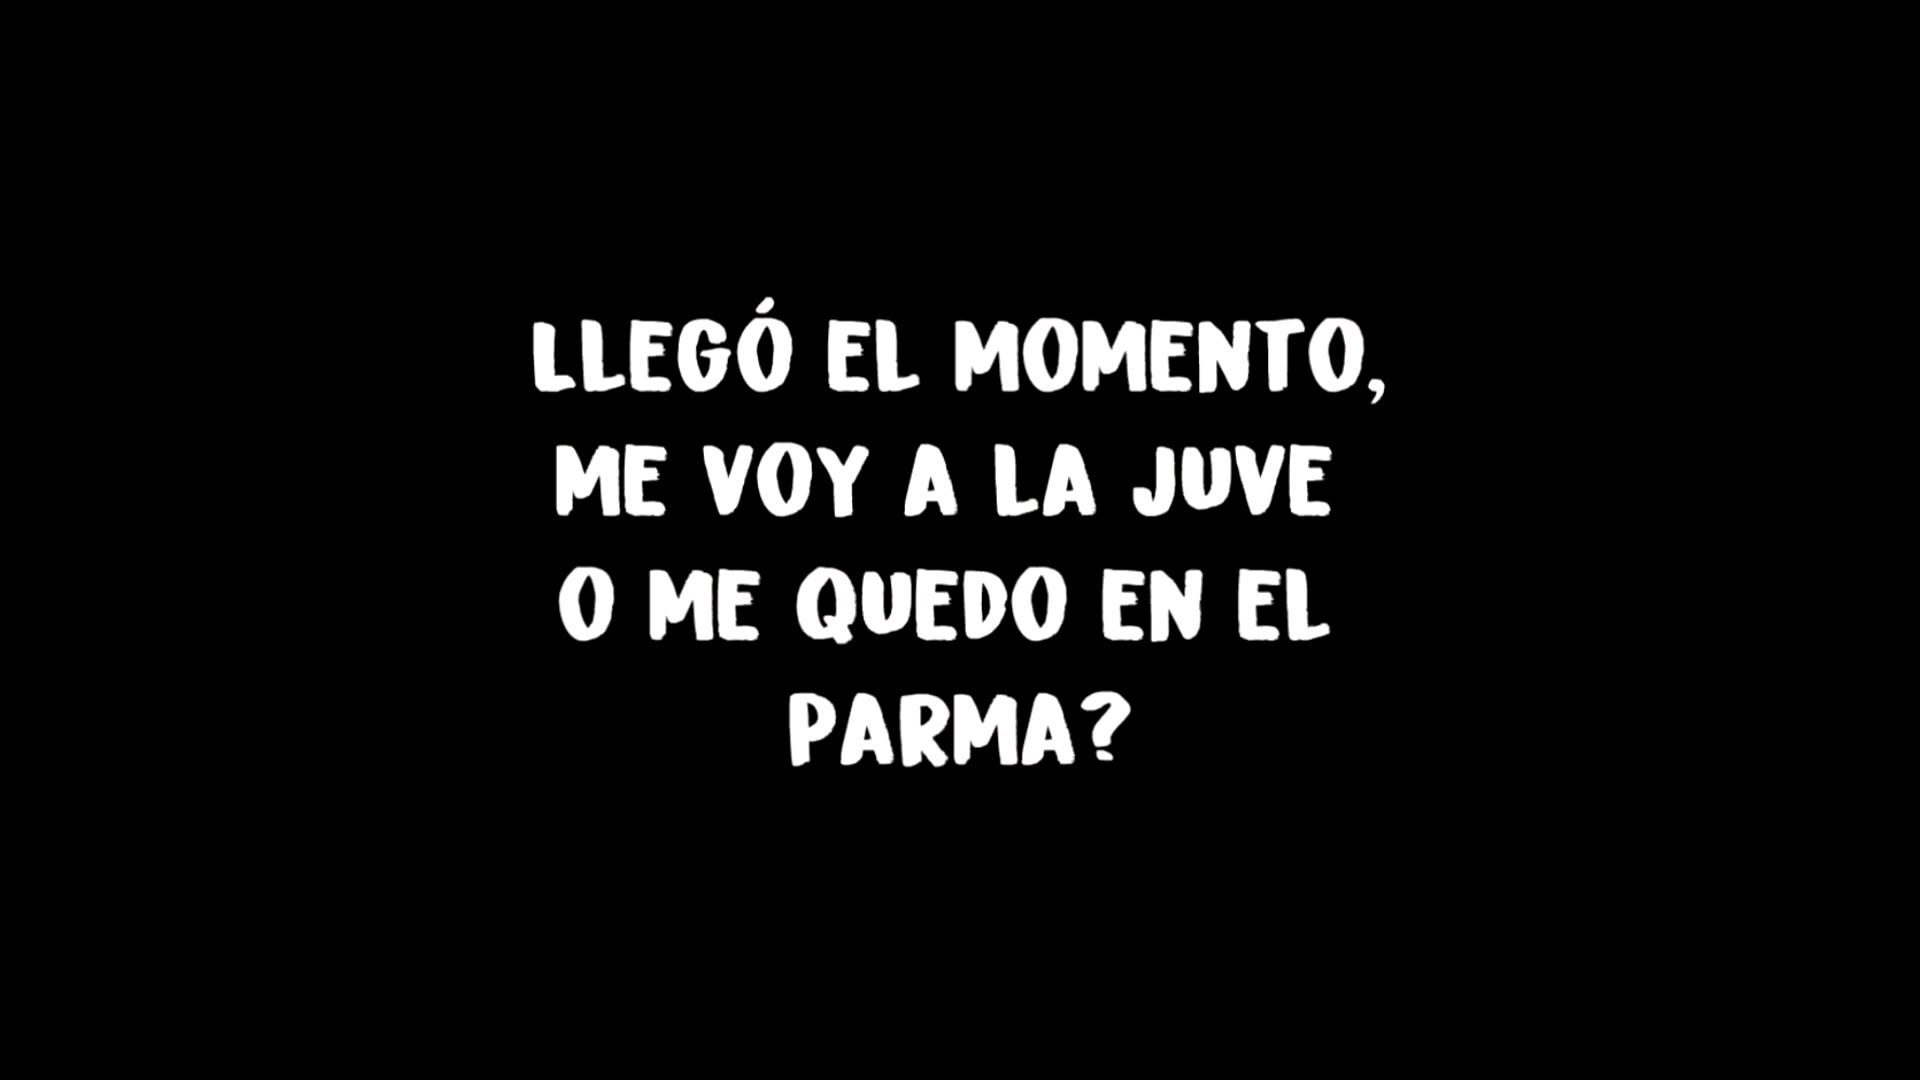 LLEGÓ EL MOMENTO,
ME VOY A LA JUVE
O ME QUEDO EN EL
PARMA?